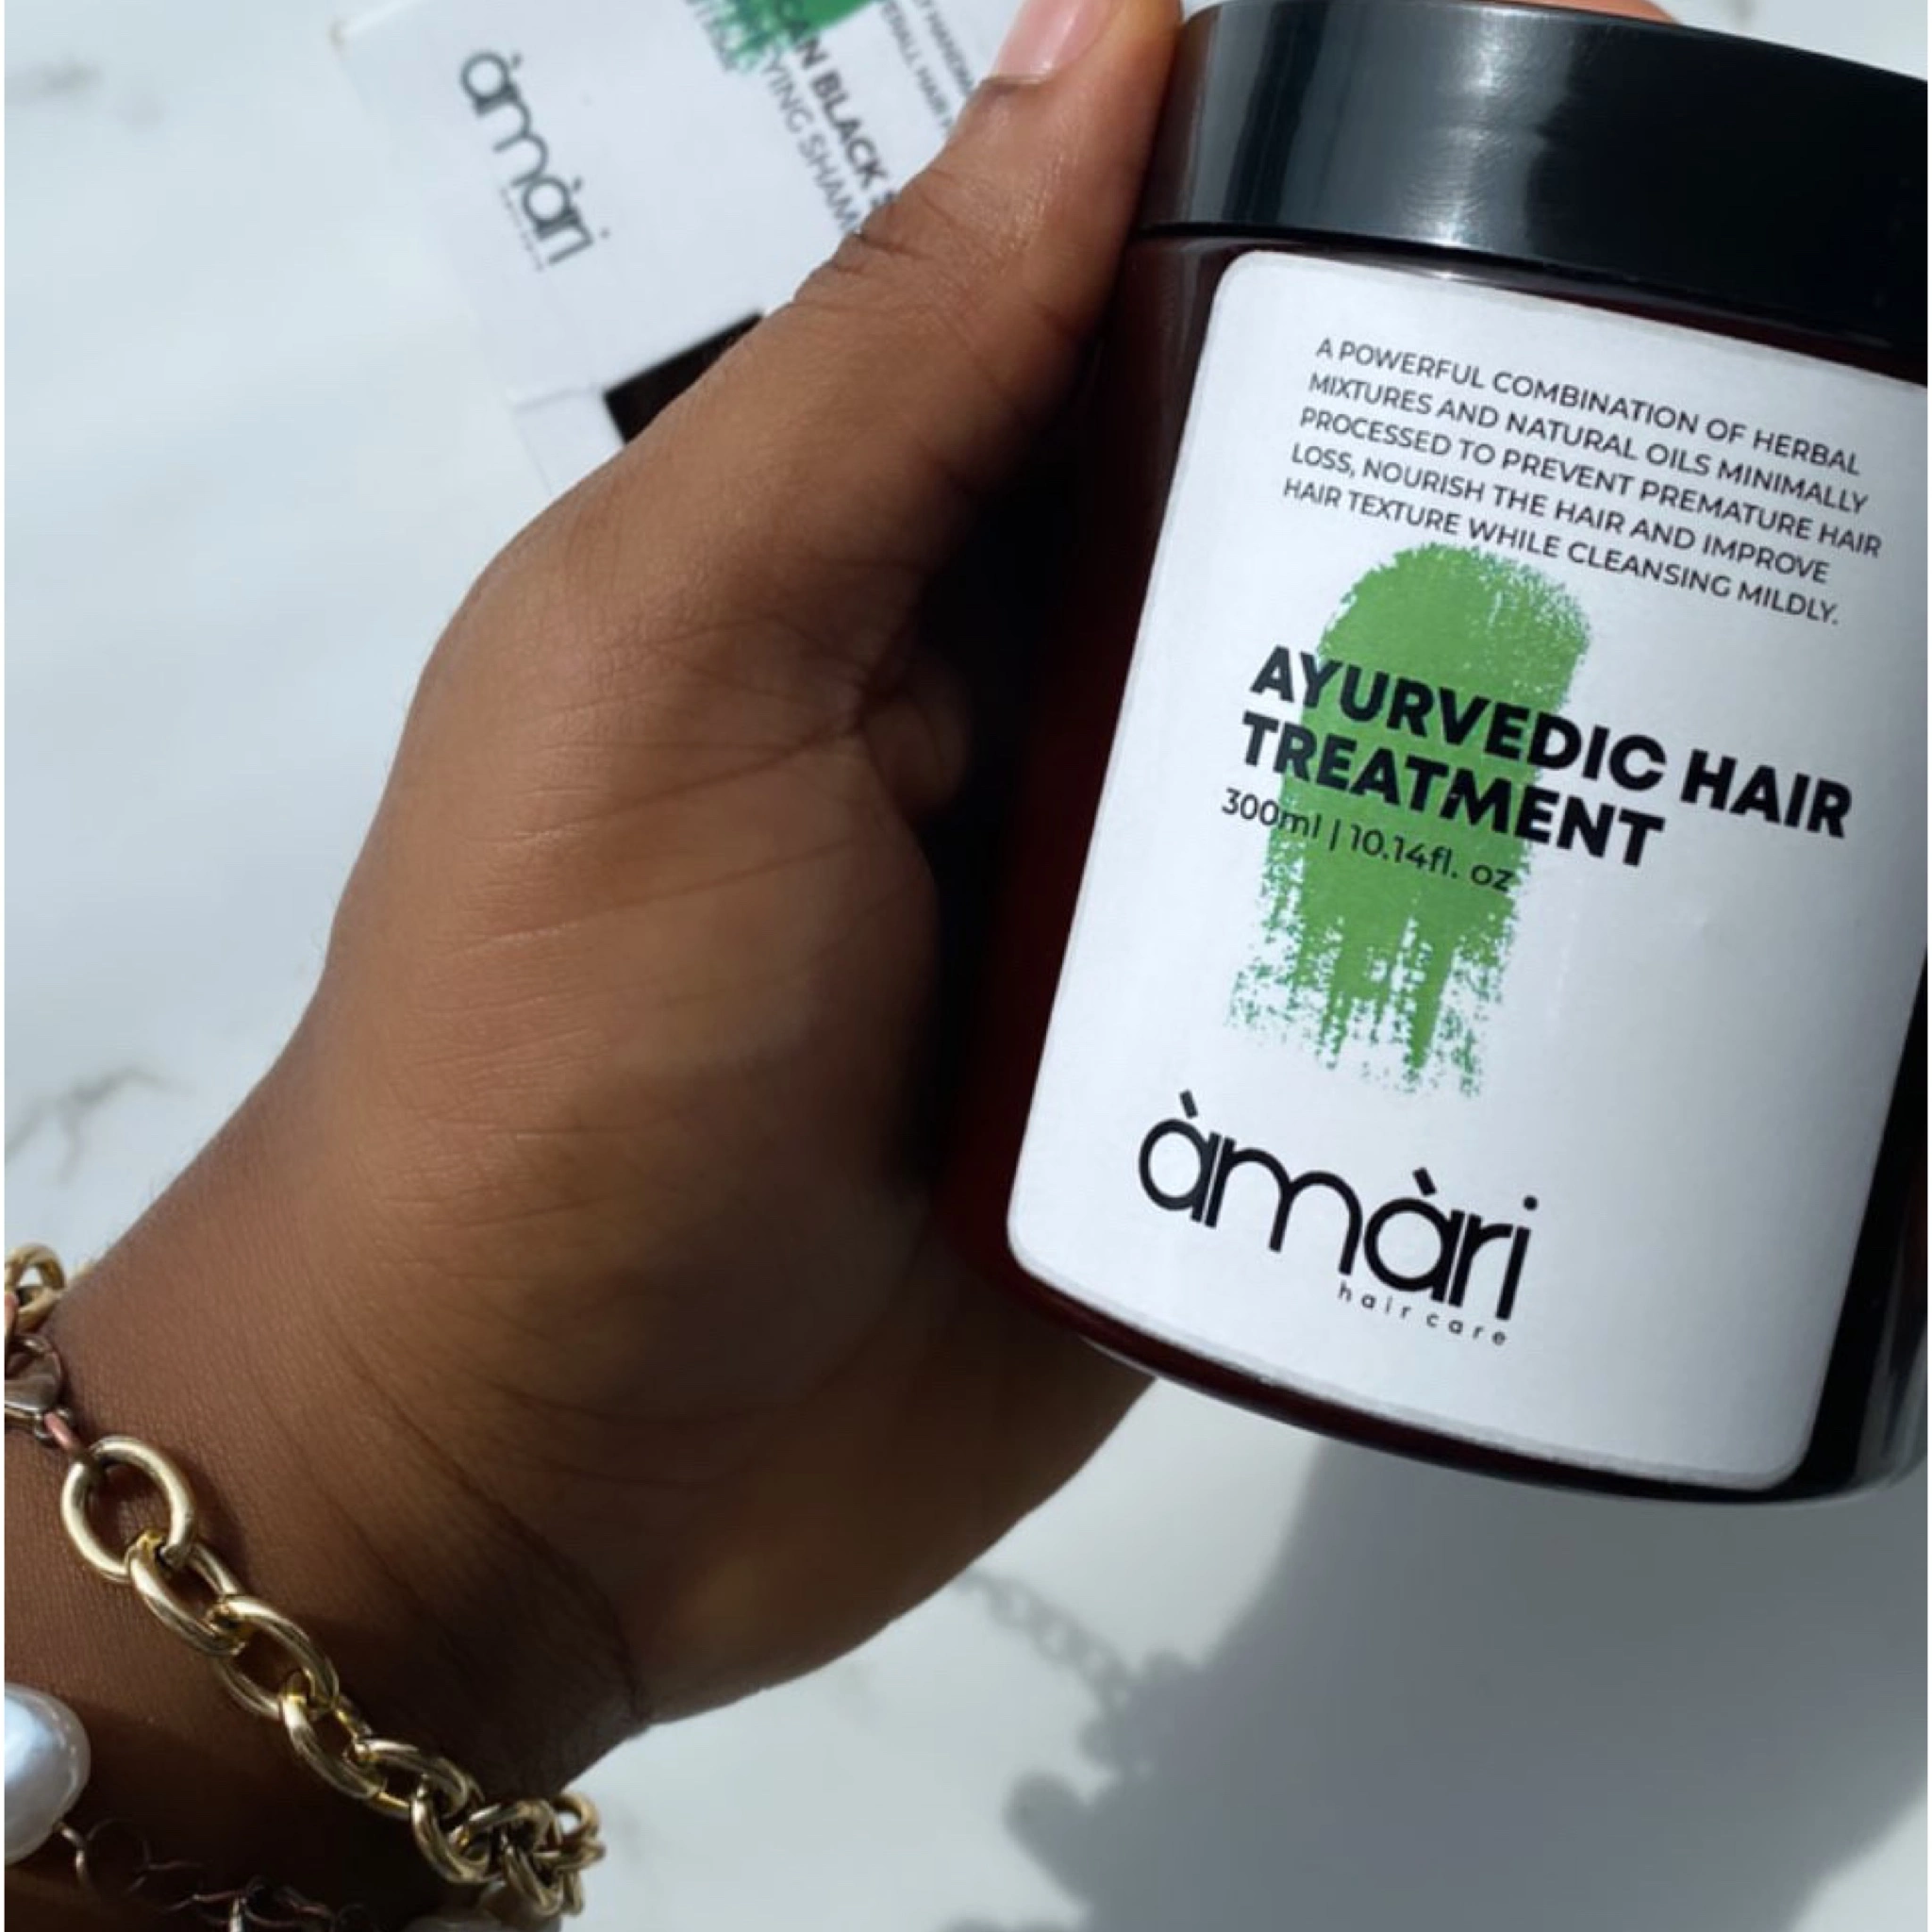 A POWERFUL COMBINATION OF HERBAL
MIXTURES AND NATURAL OILS MINIMALLY
PROCESSED TO PREVENT PREMATURE HAIR
LOSS, NOURISH THE HAIR AND IMPROVE
HAIR TEXTURE WHILE CLEANSING MILDLY.
AYURVEDIC HAIR
TREATMENT
300ml | 10.14fl. oz
àmàri
hair care
àmàri
BLACK